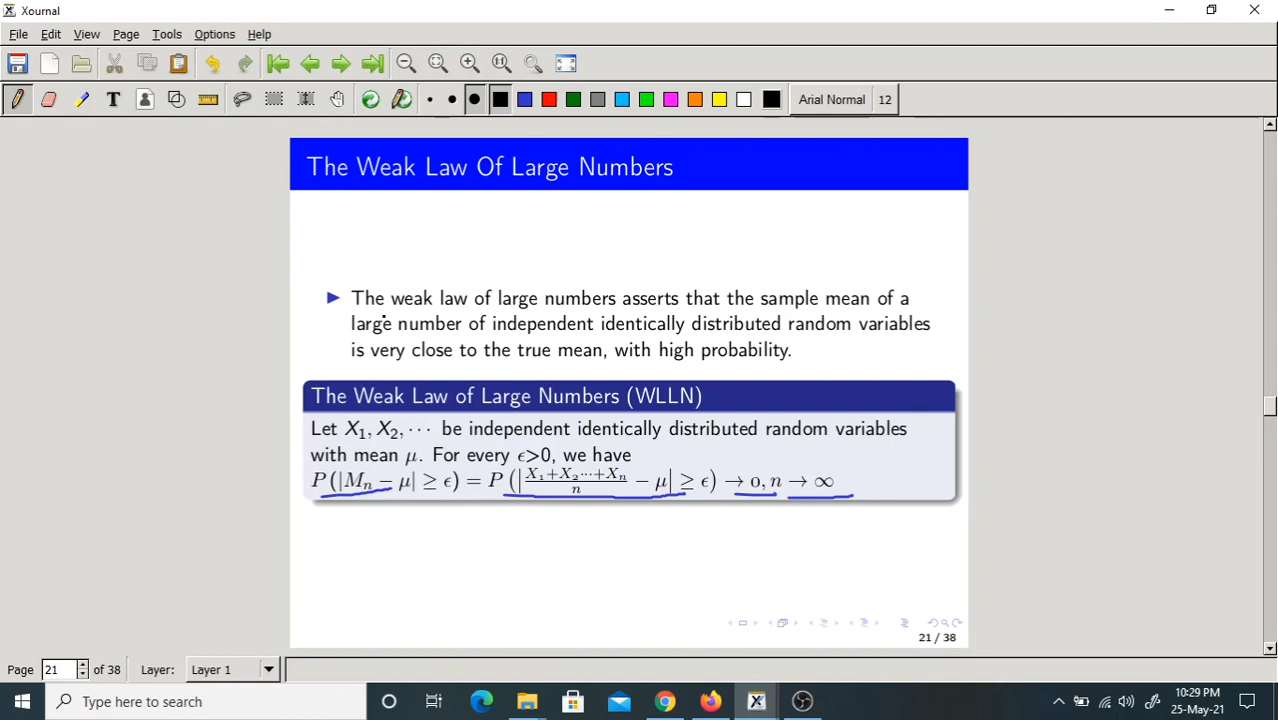 Xournal
File Edit View Page Tools Options Help
Arial Normal 12
The Weak Law Of Large Numbers
The weak law of large numbers asserts that the sample mean of a
large number of independent identically distributed random variables
is very close to the true mean, with high probability.
The Weak Law of Large Numbers (WLLN)
Let X₁, X₂, ⋯ be independent identically distributed random variables
with mean μ. For every ϵ>0, we have
P(|Mₙ − μ| ≥ ϵ) = P(|X₁+X₂⋯+Xₙ/n − μ| ≥ ϵ) → 0, n → ∞
21 / 38
Page 21 of 38 Layer: Layer 1
Type here to search
10:29 PM
25-May-21